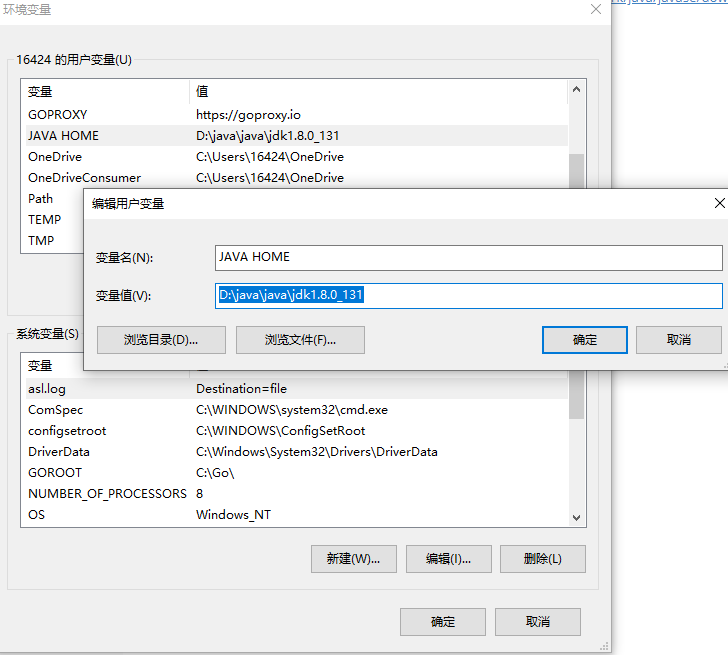 环境变量
16424 的用户变量(U)
变量 值
GOPROXY https://goproxy.io
JAVA HOME D:\java\java\jdk1.8.0_131
OneDrive C:\Users\16424\OneDrive
OneDriveConsumer C:\Users\16424\OneDrive
Path
TEMP
TMP
编辑用户变量
变量名(N): JAVA HOME
变量值(V): D:\java\java\jdk1.8.0_131
浏览目录(D)... 浏览文件(F)... 确定 取消
系统变量(S)
变量
asl.log Destination=file
ComSpec C:\WINDOWS\system32\cmd.exe
configsetroot C:\WINDOWS\ConfigSetRoot
DriverData C:\Windows\System32\Drivers\DriverData
GOROOT C:\Go\
NUMBER_OF_PROCESSORS 8
OS Windows_NT
新建(W)... 编辑(I)... 删除(L)
确定 取消